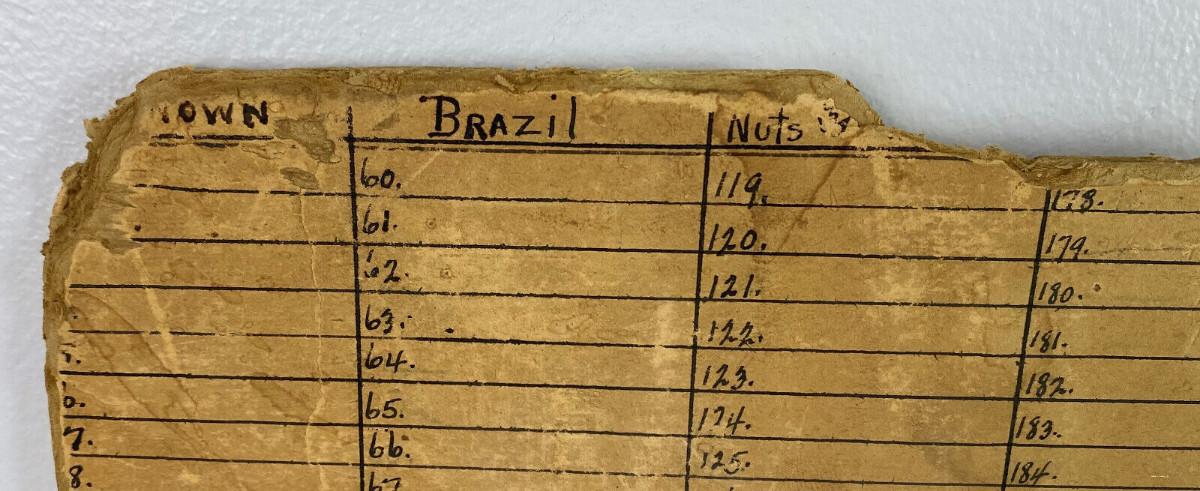 OWN BRAZil Nuts
60. 119. 178.
61. 120. 179.
62. 121. 180.
63. 122. 181.
64. 123. 182.
65. 124. 183.
7. 66. 125. 184.
8. 67